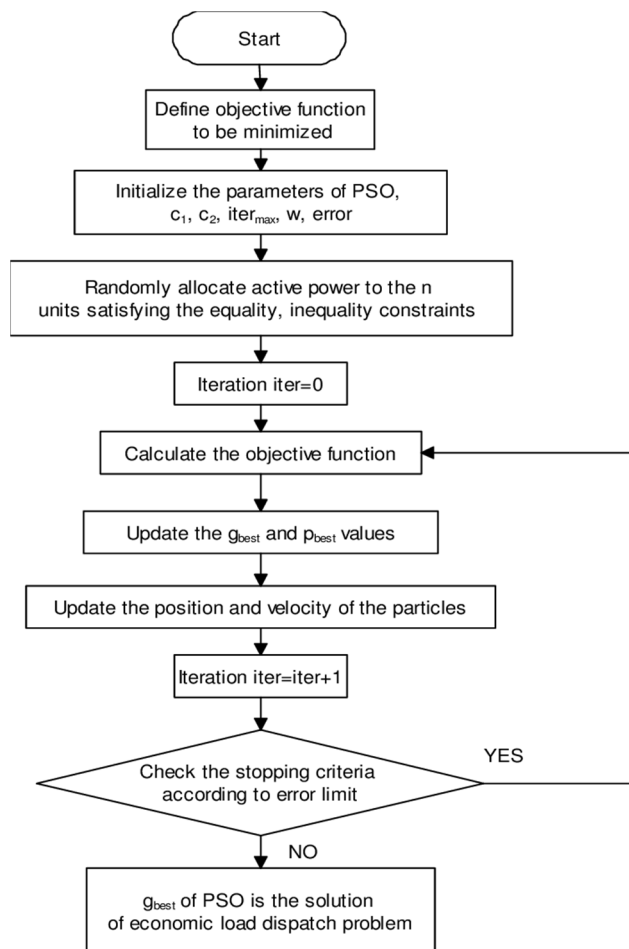 Start
Define objective function
to be minimized
Initialize the parameters of PSO,
c₁, c₂, iterₘₐₓ, w, error
Randomly allocate active power to the n
units satisfying the equality, inequality constraints
Iteration iter=0
Calculate the objective function
Update the g_best and p_best values
Update the position and velocity of the particles
Iteration iter=iter+1
Check the stopping criteria
according to error limit
YES
NO
g_best of PSO is the solution
of economic load dispatch problem